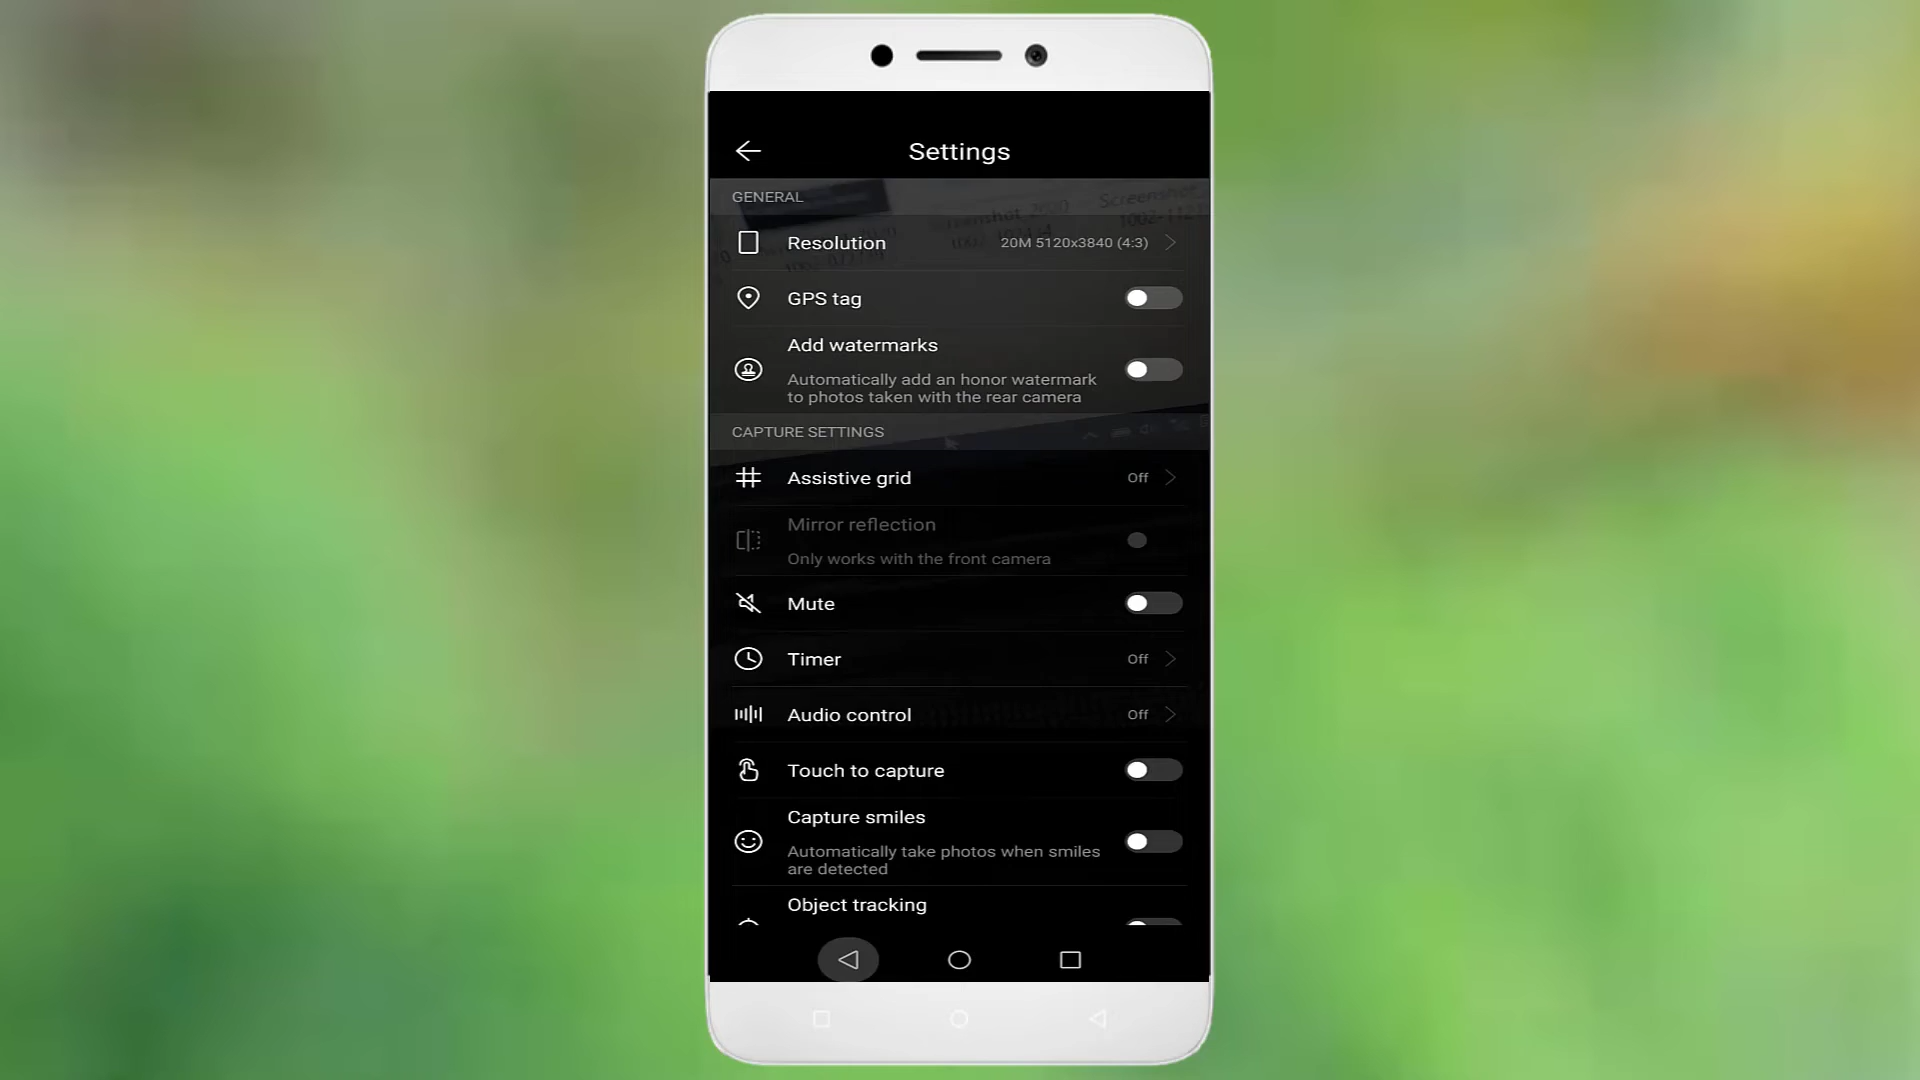 Settings
GENERAL
Resolution 20M 5120x3840 (4:3)
GPS tag
Add watermarks
Automatically add an honor watermark
to photos taken with the rear camera
CAPTURE SETTINGS
Assistive grid Off
Mirror reflection
Only works with the front camera
Mute
Timer Off
Audio control Off
Touch to capture
Capture smiles
Automatically take photos when smiles
are detected
Object tracking